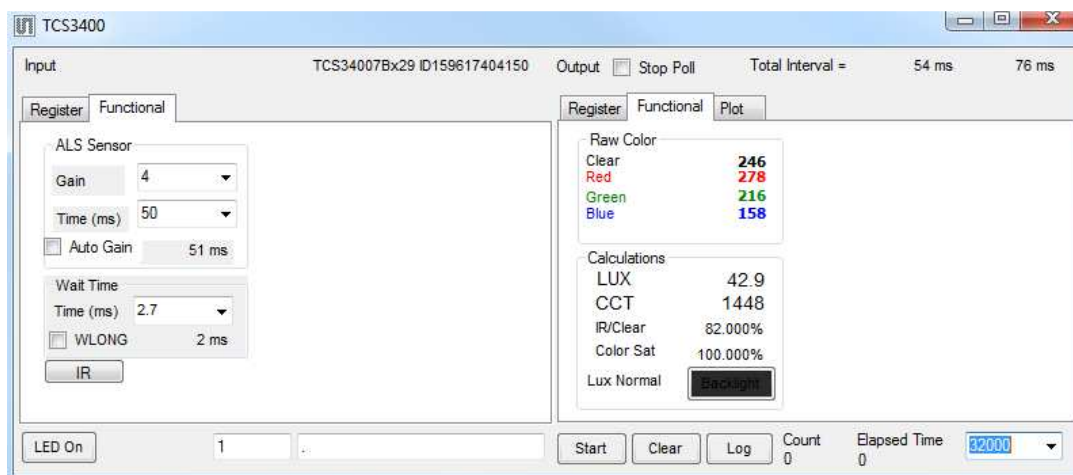 TCS3400
Input
TCS34007Bx29 ID159617404150
Output Stop Poll Total Interval = 54 ms 76 ms
Register Functional
ALS Sensor
Gain 4
Time (ms) 50
Auto Gain 51 ms
Wait Time
Time (ms) 2.7
WLONG 2 ms
IR
LED On 1 .
Register Functional Plot
Raw Color
Clear 246
Red 278
Green 216
Blue 158
Calculations
LUX 42.9
CCT 1448
IR/Clear 82.000%
Color Sat 100.000%
Lux Normal Backlight
Start Clear Log Count 0 Elapsed Time 0 32000